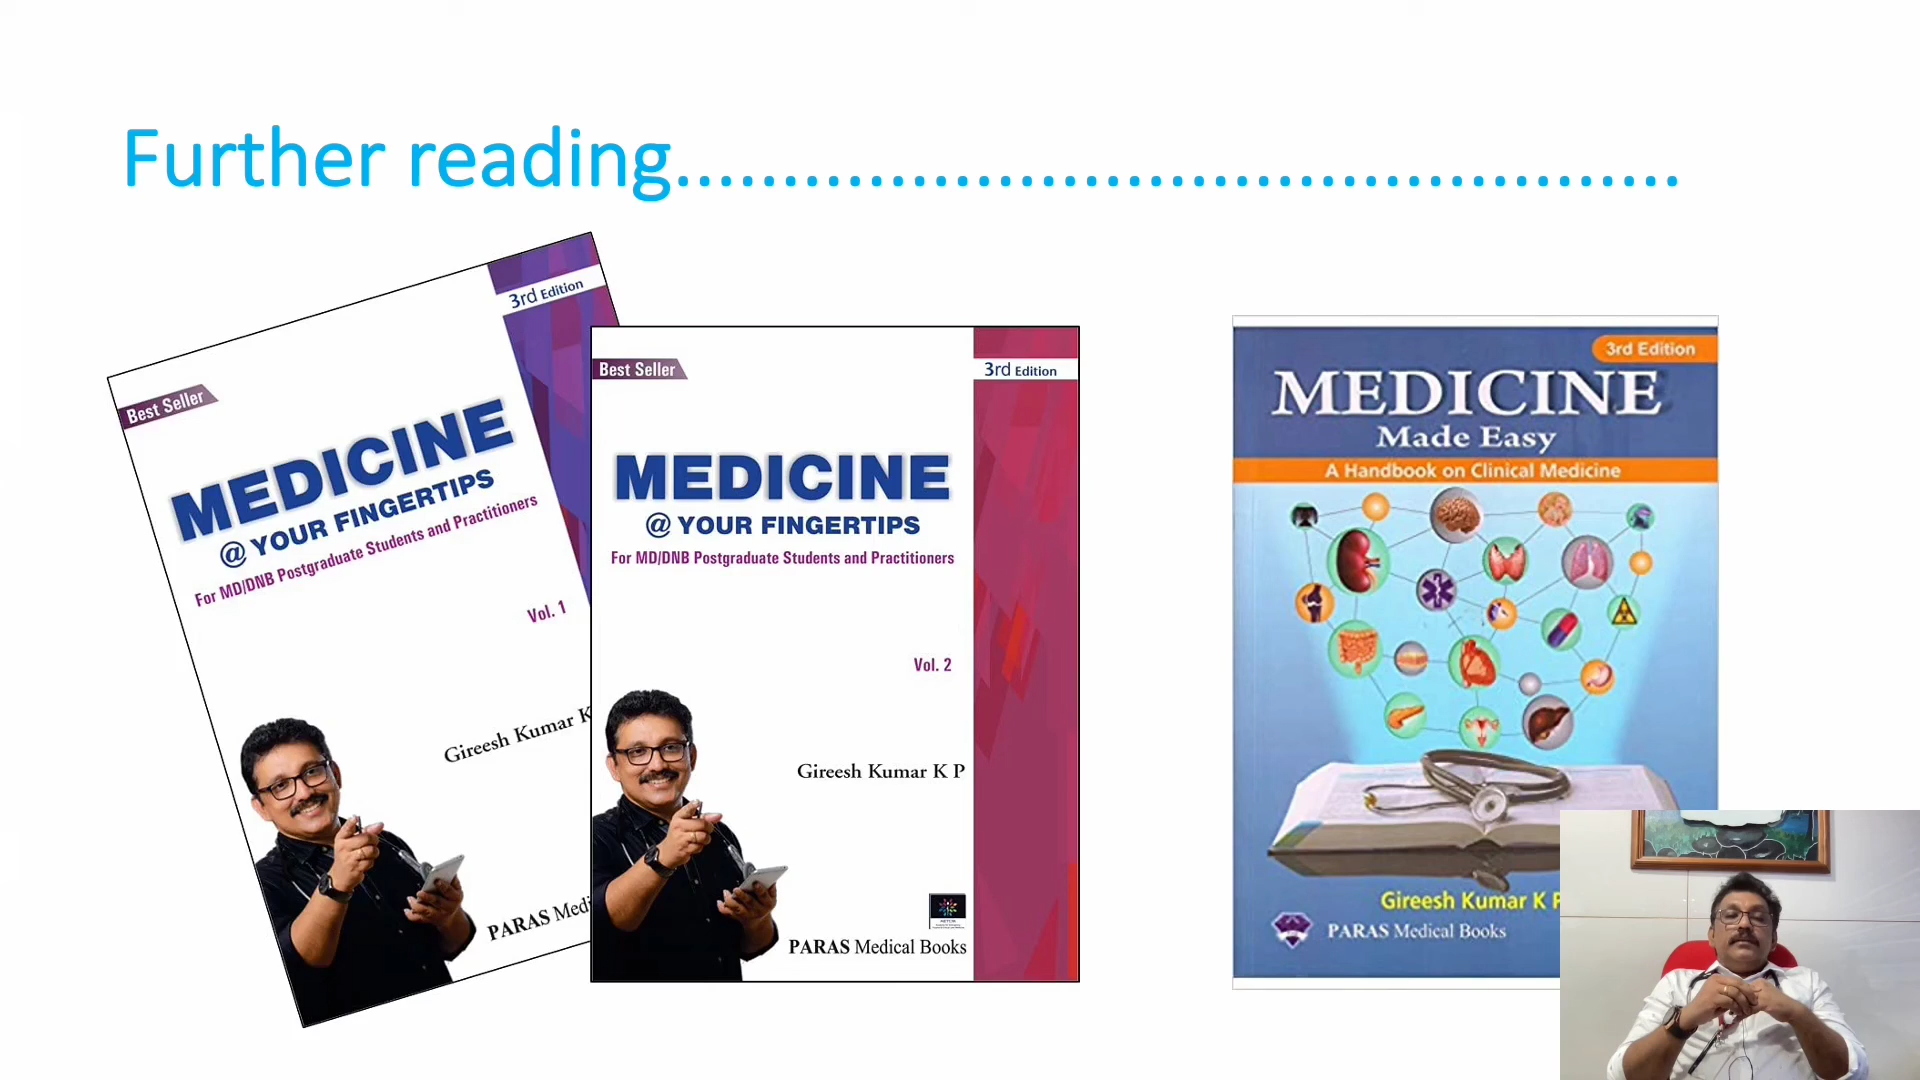 Further reading...............................................
3rd Edition
Best Seller
MEDICINE
@ YOUR FINGERTIPS
For MD/DNB Postgraduate Students and Practitioners
Vol. 1
Gireesh Kumar K
PARAS Medi
Best Seller
3rd Edition
MEDICINE
@ YOUR FINGERTIPS
For MD/DNB Postgraduate Students and Practitioners
Vol. 2
Gireesh Kumar K P
PARAS Medical Books
3rd Edition
MEDICINE
Made Easy
A Handbook on Clinical Medicine
Gireesh Kumar K P
PARAS Medical Books